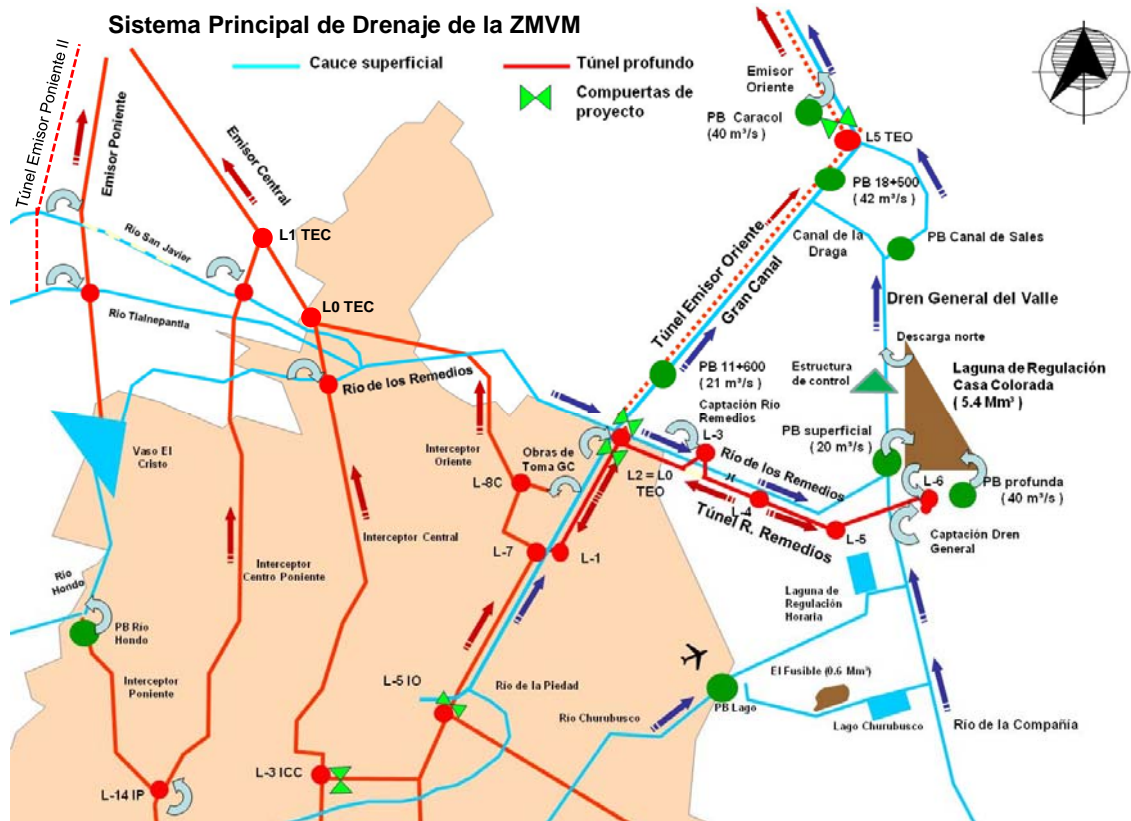 Sistema Principal de Drenaje de la ZMVM
Cauce superficial
Túnel profundo
Compuertas de
proyecto
Túnel Emisor Poniente II
Emisor Poniente
Emisor Central
L1 TEC
L0 TEC
Río San Javier
Río Tlalnepantla
Río de los Remedios
Vaso El
Cristo
Río
Hondo
PB Río
Hondo
Interceptor
Poniente
L-14 IP
Interceptor
Centro Poniente
Interceptor Central
L-3 ICC
Interceptor
Oriente
L-8C
Obras de
Toma GC
L-7
L-1
L-5 IO
Río de la Piedad
Río Churubusco
PB Lago
El Fusible (0.6 Mm³)
Lago Churubusco
Río de la Compañía
Laguna de
Regulación
Horaria
Emisor
Oriente
PB Caracol
(40 m³/s )
L5 TEO
PB 18+500
( 42 m³/s )
Canal de
la Draga
PB Canal de Sales
Túnel Emisor Oriente
Gran Canal
Dren General del Valle
Descarga norte
Estructura
de control
Laguna de Regulación
Casa Colorada
( 5.4 Mm³ )
PB 11+600
( 21 m³/s )
Captación Río
Remedios
L-3
PB superficial
( 20 m³/s )
Río de los Remedios
L2 = L0
TEO
L-4
L-5
Túnel R. Remedios
L-6
PB profunda
( 40 m³/s )
Captación Dren
General